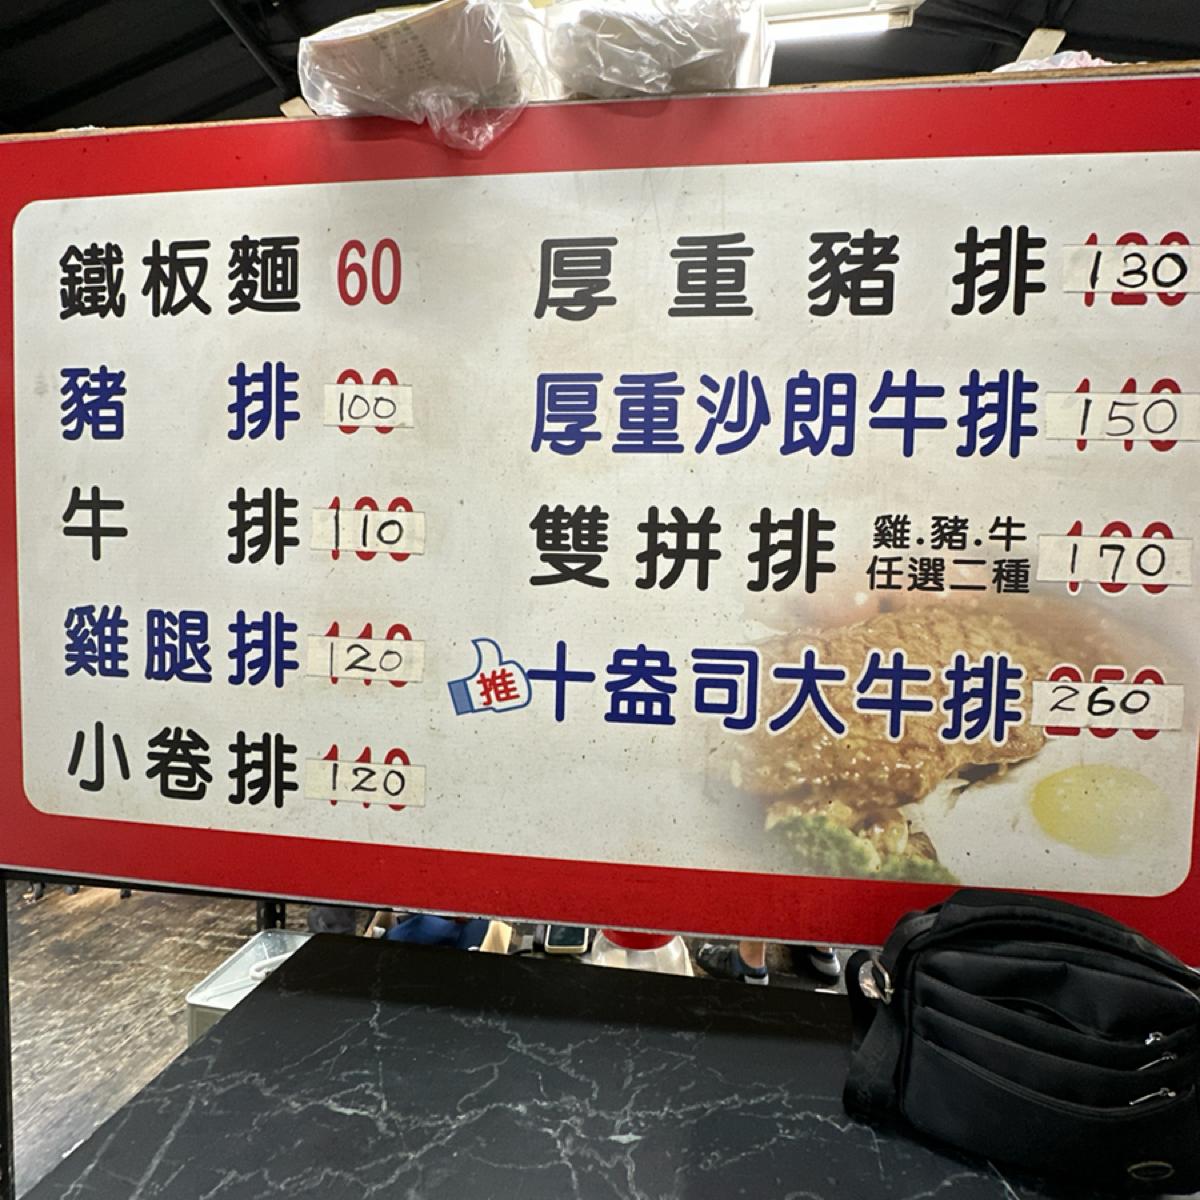 鐵板麵 60
豬排 100
牛排 110
雞腿排 120
小卷排 120
厚重豬排 130
厚重沙朗牛排 150
雙拼排 雞.豬.牛 任選二種 170
推 十盎司大牛排 260